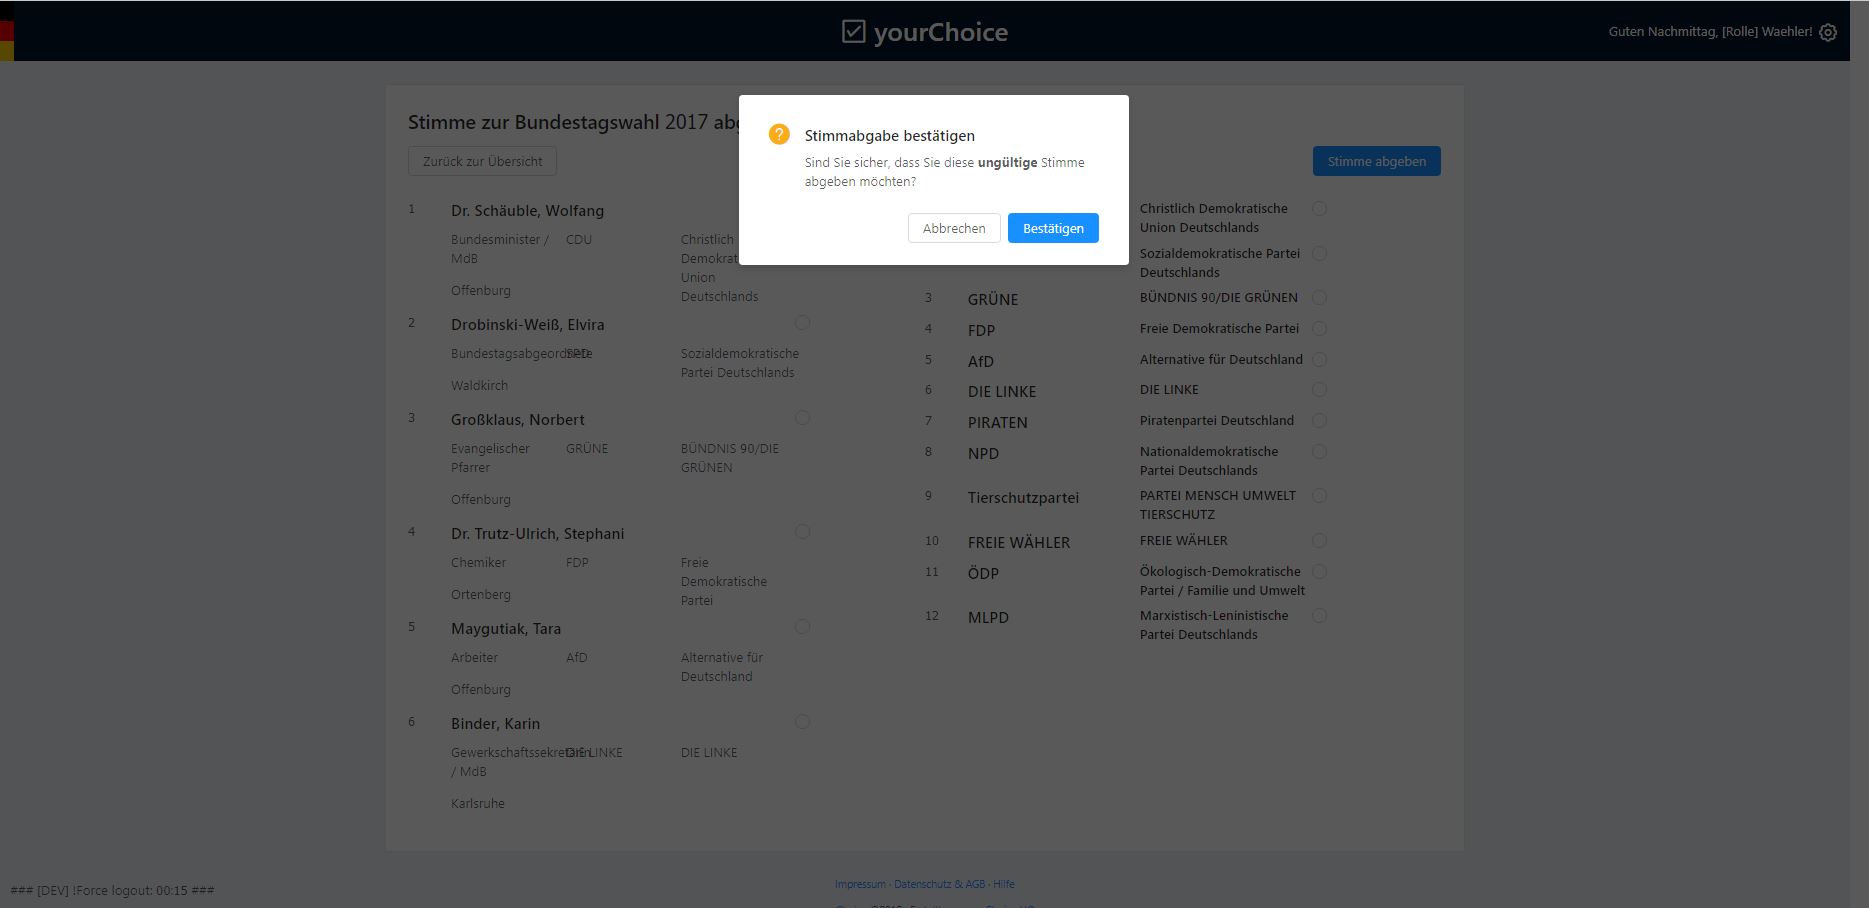 yourChoice
Guten Nachmittag, [Rolle] Waehler!
Stimme zur Bundestagswahl 2017
Zurück zur Übersicht
Stimme abgeben
Stimmabgabe bestätigen
Sind Sie sicher, dass Sie diese ungültige Stimme
abgeben möchten?
Abbrechen
Bestätigen
1
Dr. Schäuble, Wolfang
Bundesminister /
MdB
CDU
Christlich
Union
Deutschlands
Offenburg
2
Drobinski-Weiß, Elvira
Bundestagsabgeordnete
SPD
Sozialdemokratische
Partei Deutschlands
Waldkirch
3
Großklaus, Norbert
Evangelischer
Pfarrer
GRÜNE
BÜNDNIS 90/DIE
GRÜNEN
Offenburg
4
Dr. Trutz-Ulrich, Stephani
Chemiker
FDP
Freie
Demokratische
Partei
Ortenberg
5
Maygutiak, Tara
Arbeiter
AfD
Alternative für
Deutschland
Offenburg
6
Binder, Karin
Gewerkschaftssekretärin
/ MdB
DIE LINKE
DIE LINKE
Karlsruhe
Christlich Demokratische
Union Deutschlands
Sozialdemokratische Partei
Deutschlands
3 GRÜNE BÜNDNIS 90/DIE GRÜNEN
4 FDP Freie Demokratische Partei
5 AfD Alternative für Deutschland
6 DIE LINKE DIE LINKE
7 PIRATEN Piratenpartei Deutschland
8 NPD Nationaldemokratische
Partei Deutschlands
9 Tierschutzpartei PARTEI MENSCH UMWELT
TIERSCHUTZ
10 FREIE WÄHLER FREIE WÄHLER
11 ÖDP Ökologisch-Demokratische
Partei / Familie und Umwelt
12 MLPD Marxistisch-Leninistische
Partei Deutschlands
### [DEV] !Force logout: 00:15 ###
Impressum · Datenschutz & AGB · Hilfe